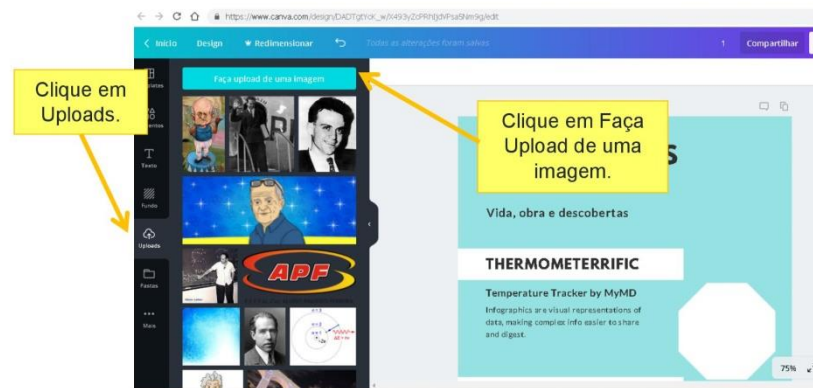 https://www.canva.com/design/
Início
Design
Redimensionar
Todas as alterações foram salvas
1
Compartilhar
Clique em
Uploads.
Faça upload de uma imagem
Clique em Faça
Upload de uma
imagem.
Texto
Fundo
Uploads
Pastas
Mais
APF
S
Vida, obra e descobertas
THERMOMETERRIFIC
Temperature Tracker by MyMD
Infographics are visual representations of
data, making complex info easier to share
and digest.
75%